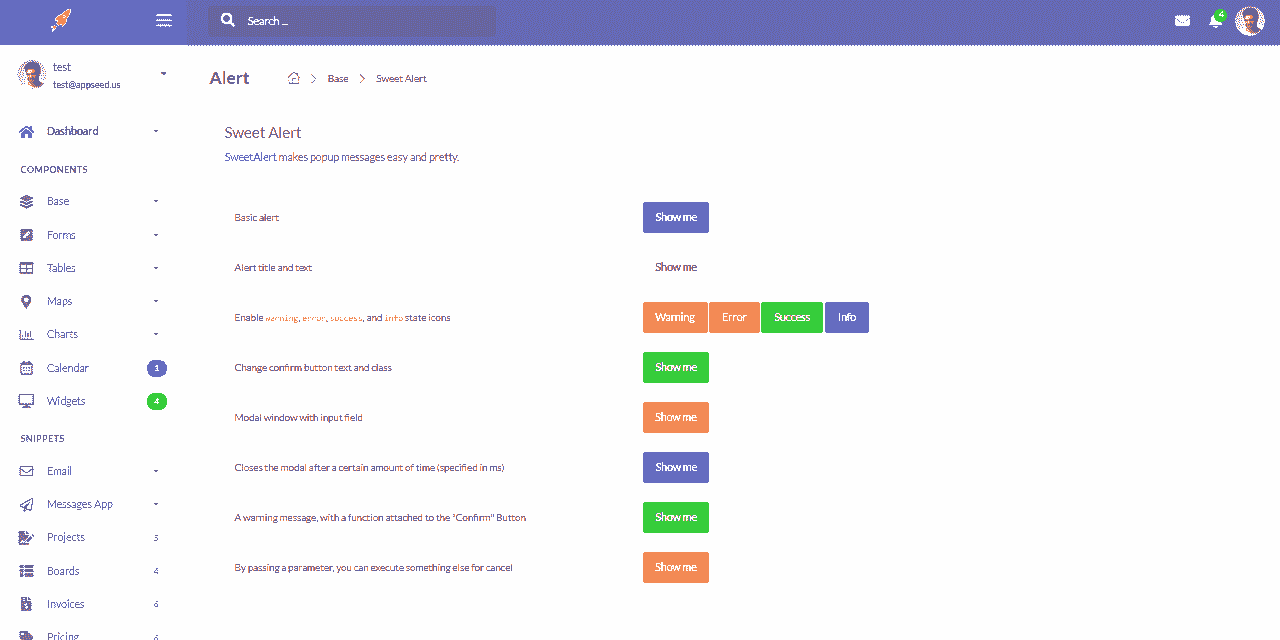 Search ...
4
test
test@appseed.us
Alert
Base
Sweet Alert
Dashboard
COMPONENTS
Base
Forms
Tables
Maps
Charts
Calendar 1
Widgets 4
SNIPPETS
Email
Messages App
Projects 5
Boards 4
Invoices 6
Pricing 6
Sweet Alert
SweetAlert makes popup messages easy and pretty.
Basic alert Show me
Alert title and text Show me
Enable warning, error, success, and info state icons Warning Error Success Info
Change confirm button text and class Show me
Modal window with input field Show me
Closes the modal after a certain amount of time (specified in ms) Show me
A warning message, with a function attached to the "Confirm" Button Show me
By passing a parameter, you can execute something else for cancel Show me